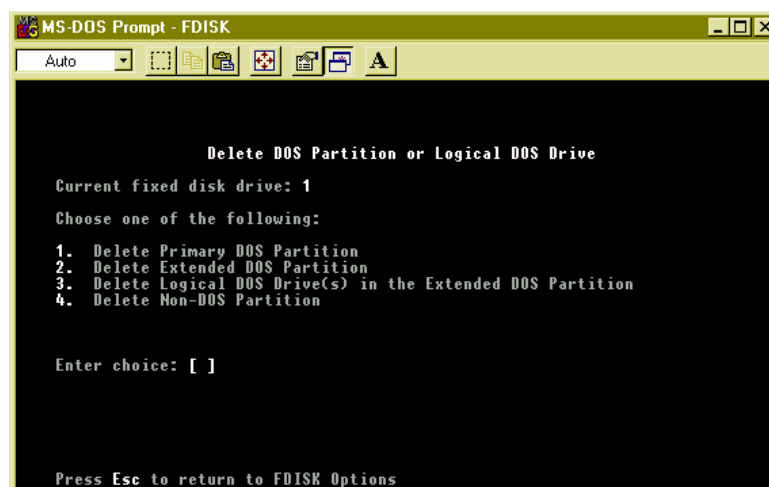 MS-DOS Prompt - FDISK
Auto
A
Delete DOS Partition or Logical DOS Drive
Current fixed disk drive: 1
Choose one of the following:
1. Delete Primary DOS Partition
2. Delete Extended DOS Partition
3. Delete Logical DOS Drive(s) in the Extended DOS Partition
4. Delete Non-DOS Partition
Enter choice: [ ]
Press Esc to return to FDISK Options